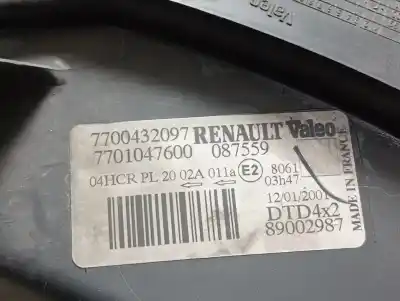 7700432097 RENAULT Valeo
7701047600 087559
04HCR PL 20 02A 011a E2 8061
03h47
12/01/2001
DTD4x2
89002987
MADE IN FRANCE
Valeo